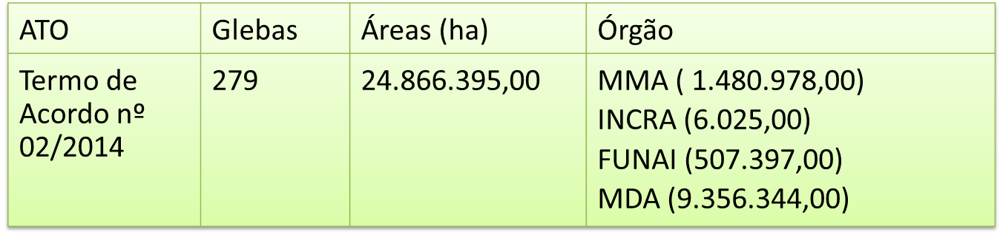 ATO
Glebas
Áreas (ha)
Órgão
Termo de
Acordo nº
02/2014
279
24.866.395,00
MMA ( 1.480.978,00)
INCRA (6.025,00)
FUNAI (507.397,00)
MDA (9.356.344,00)